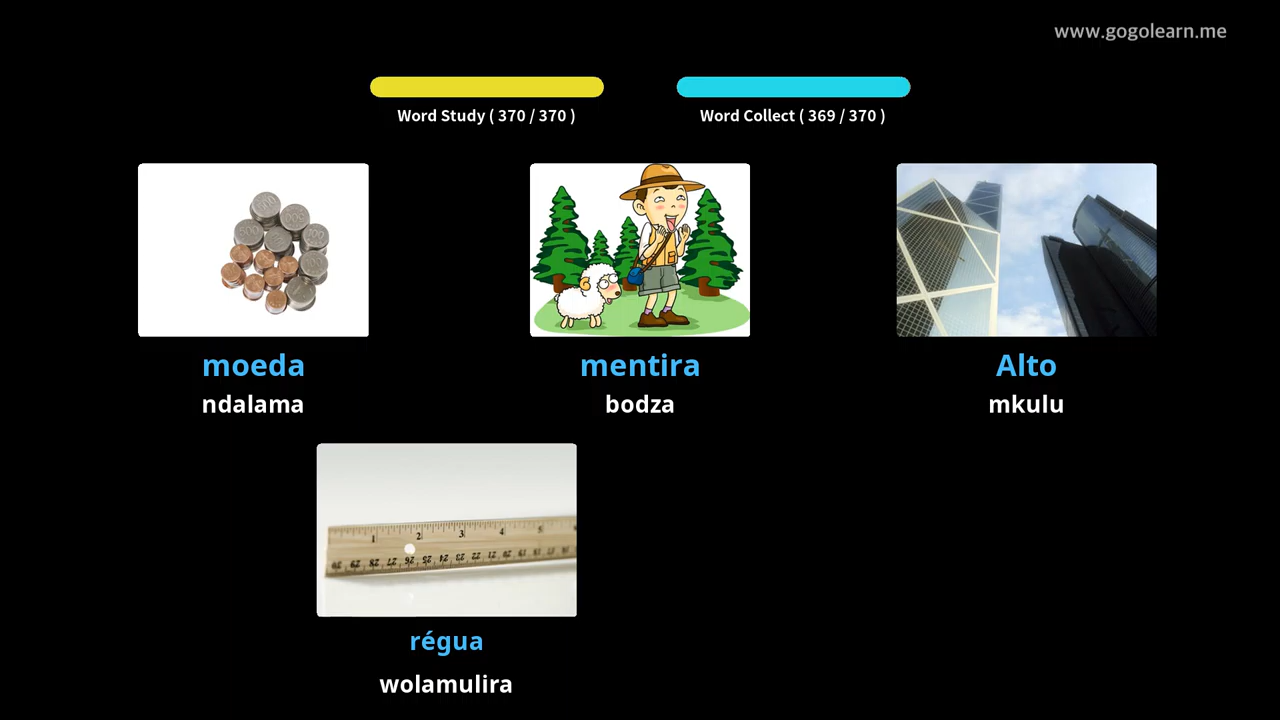 www.gogolearn.me
Word Study ( 370 / 370 )
Word Collect ( 369 / 370 )
moeda
ndalama
mentira
bodza
Alto
mkulu
régua
wolamulira